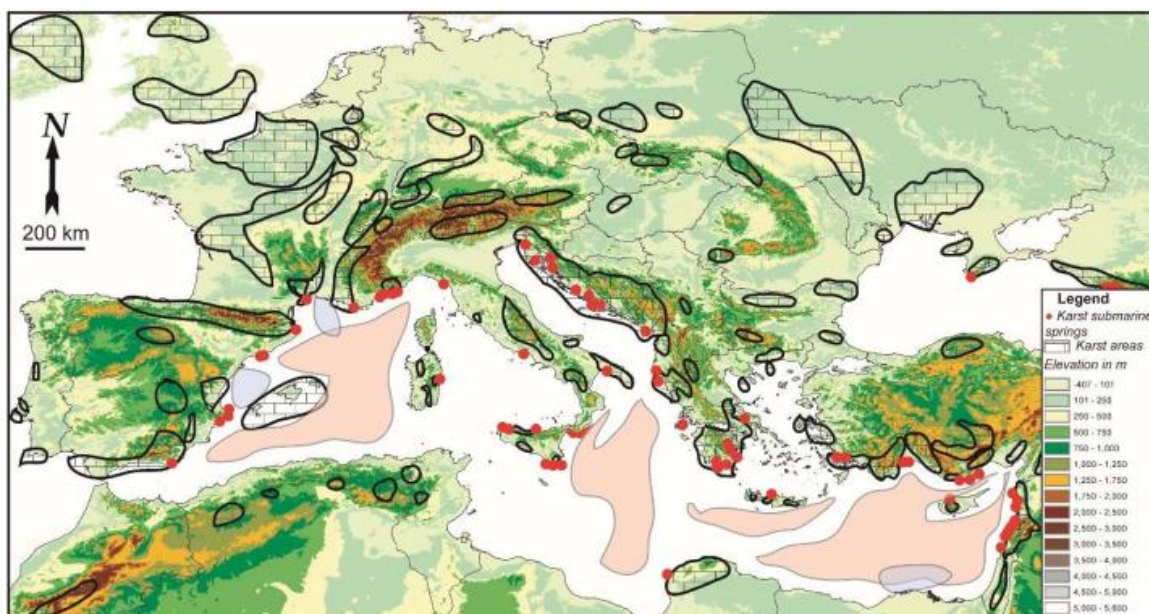 N
200 km
Legend
Karst submarine
springs
Karst areas
Elevation in m
-407 - 101
101 - 250
250 - 500
500 - 750
750 - 1,000
1,000 - 1,250
1,250 - 1,750
1,750 - 2,000
2,000 - 2,500
2,500 - 3,000
3,000 - 3,500
3,500 - 4,000
4,000 - 4,500
4,500 - 5,000
5,000 - 5,600